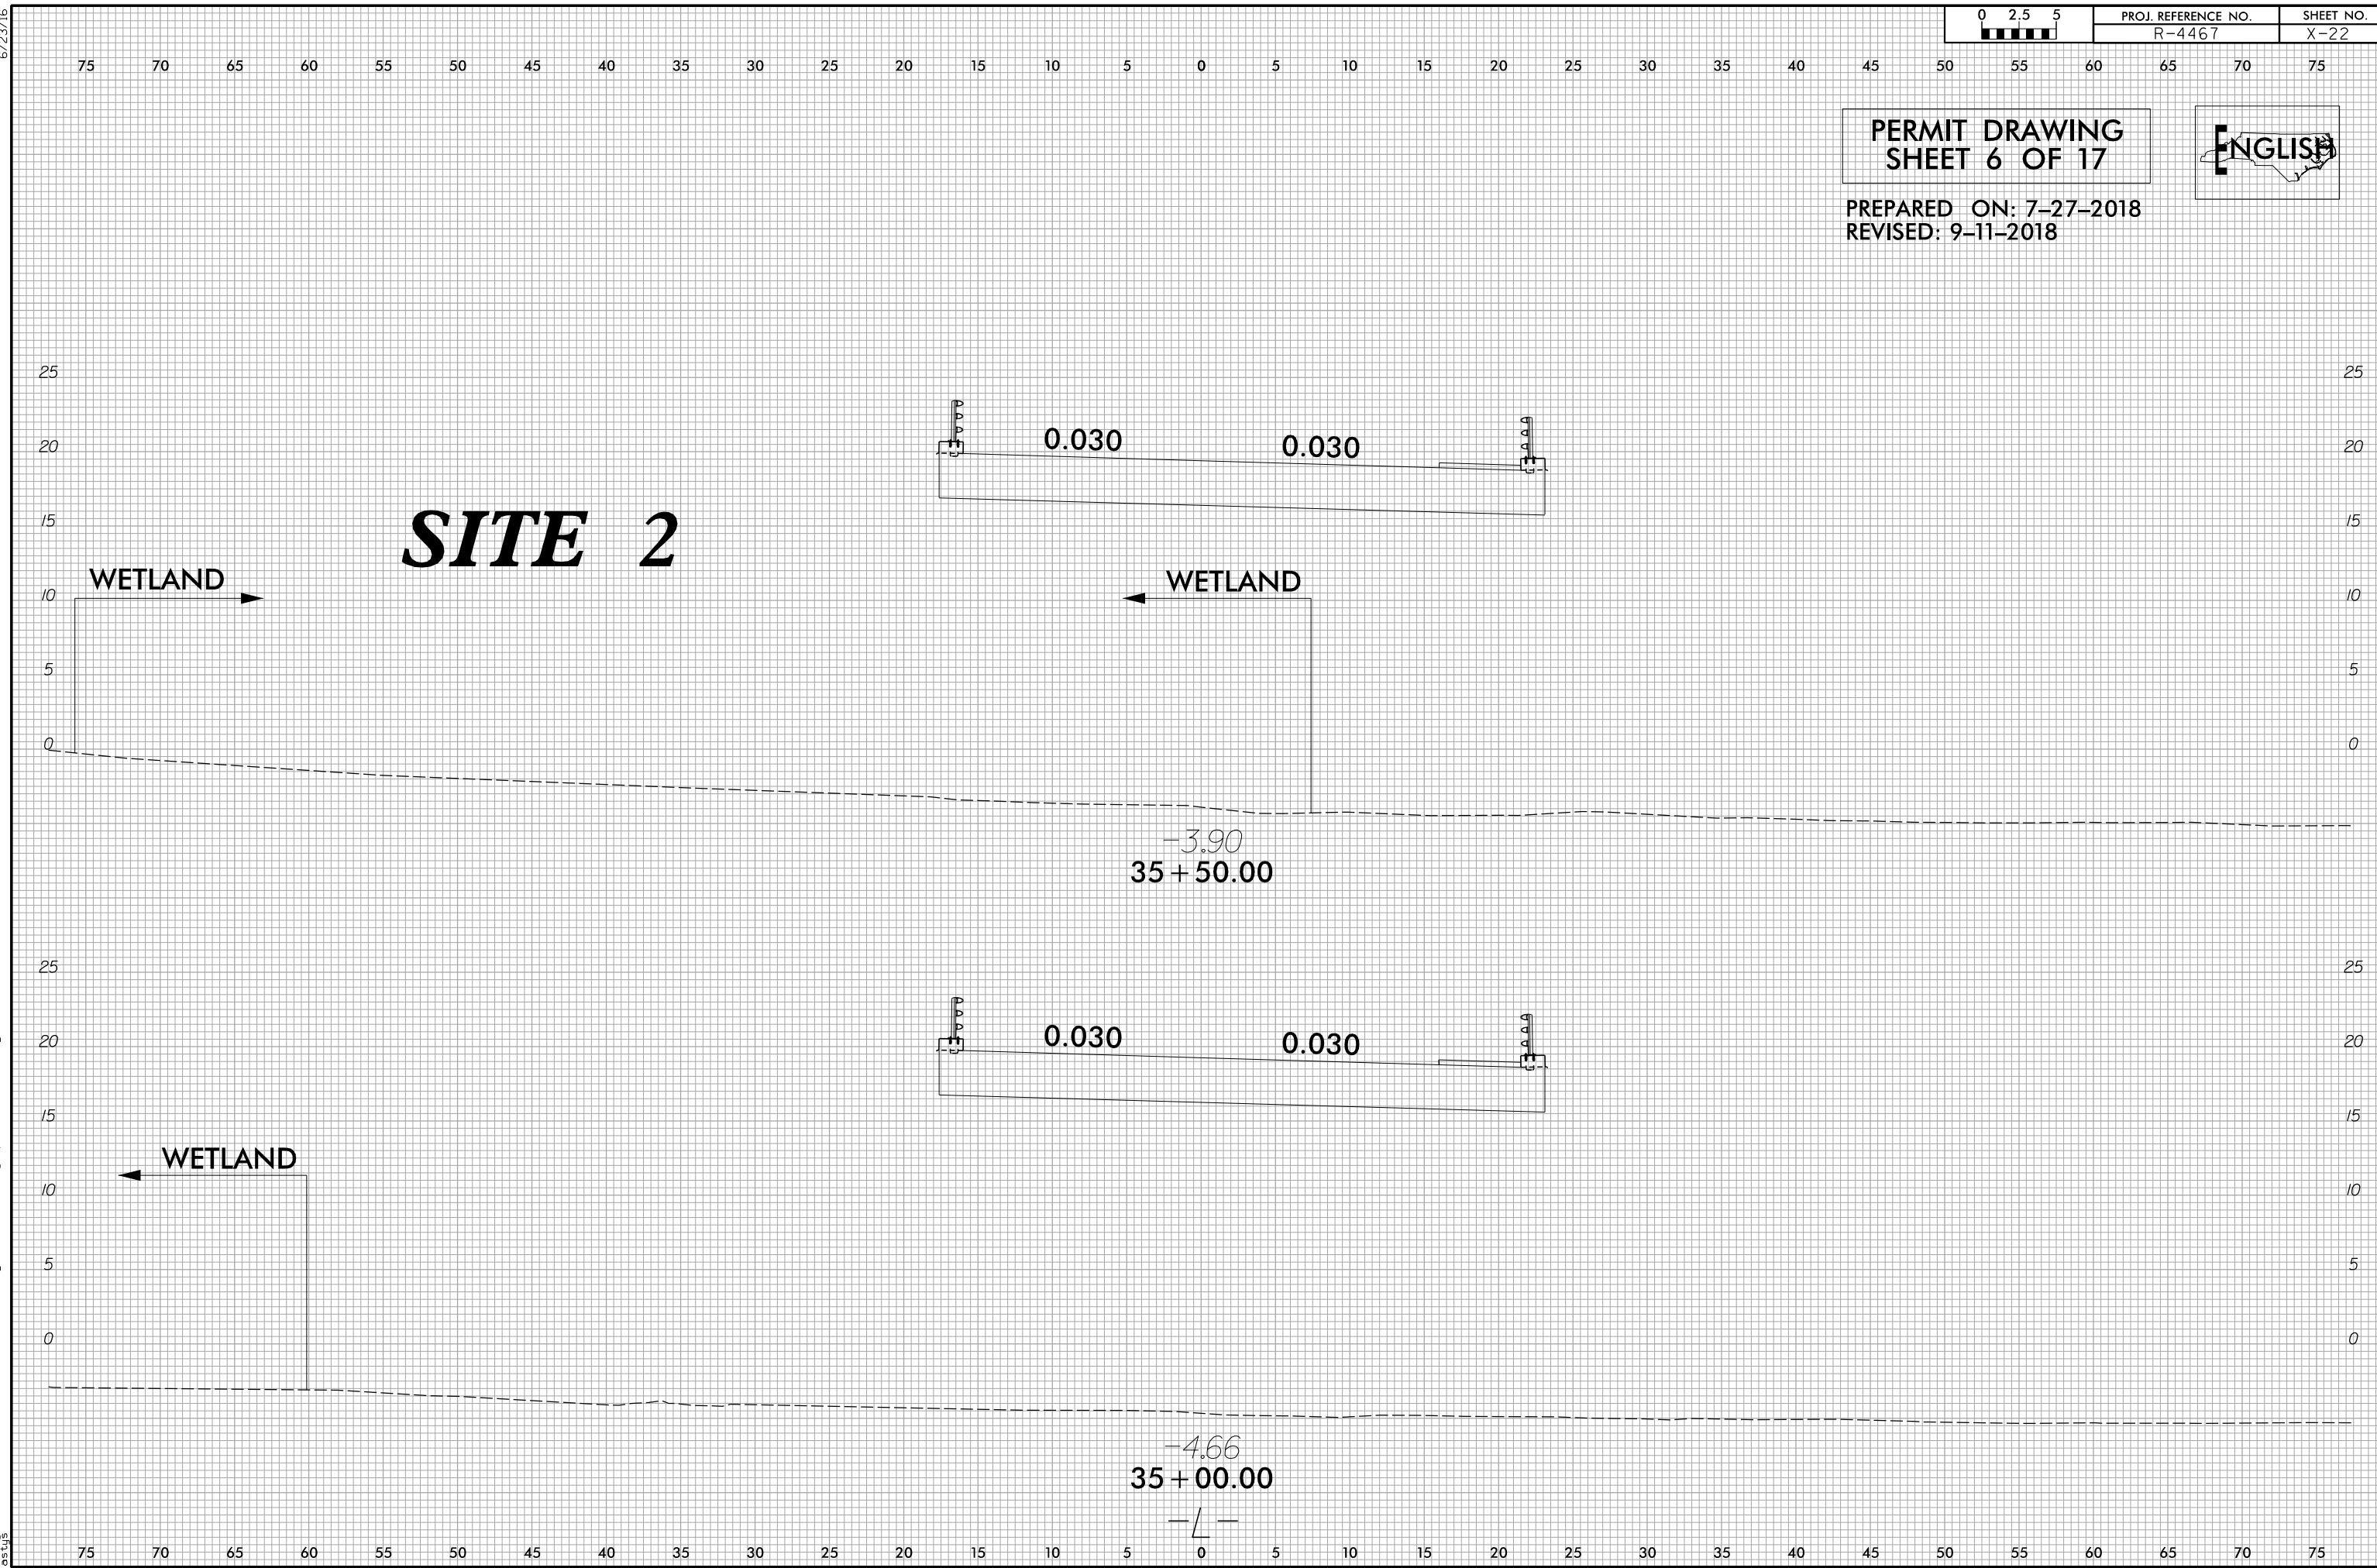 6/23/16
0 2.5 5
PROJ. REFERENCE NO. SHEET NO.
R-4467 X-22
75 70 65 60 55 50 45 40 35 30 25 20 15 10 5 0 5 10 15 20 25 30 35 40 45 50 55 60 65 70 75
PERMIT DRAWING
SHEET 6 OF 17
ENGLISH
PREPARED ON: 7-27-2018
REVISED: 9-11-2018
25 25
0.030 0.030
20 20
15 15
SITE 2
WETLAND WETLAND
10 10
5 5
0 0
-3.90
35+50.00
25 25
0.030 0.030
20 20
15 15
WETLAND
10 10
5 5
0 0
-4.66
35+00.00
-L-
75 70 65 60 55 50 45 40 35 30 25 20 15 10 5 0 5 10 15 20 25 30 35 40 45 50 55 60 65 70 75